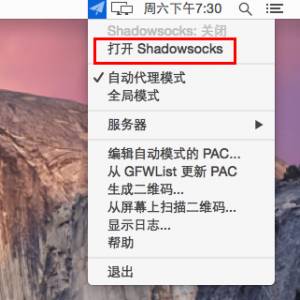 周六下午7:30
Shadowsocks: 关闭
打开 Shadowsocks
自动代理模式
全局模式
服务器
编辑自动模式的 PAC...
从 GFWList 更新 PAC
生成二维码...
从屏幕上扫描二维码...
显示日志...
帮助
退出